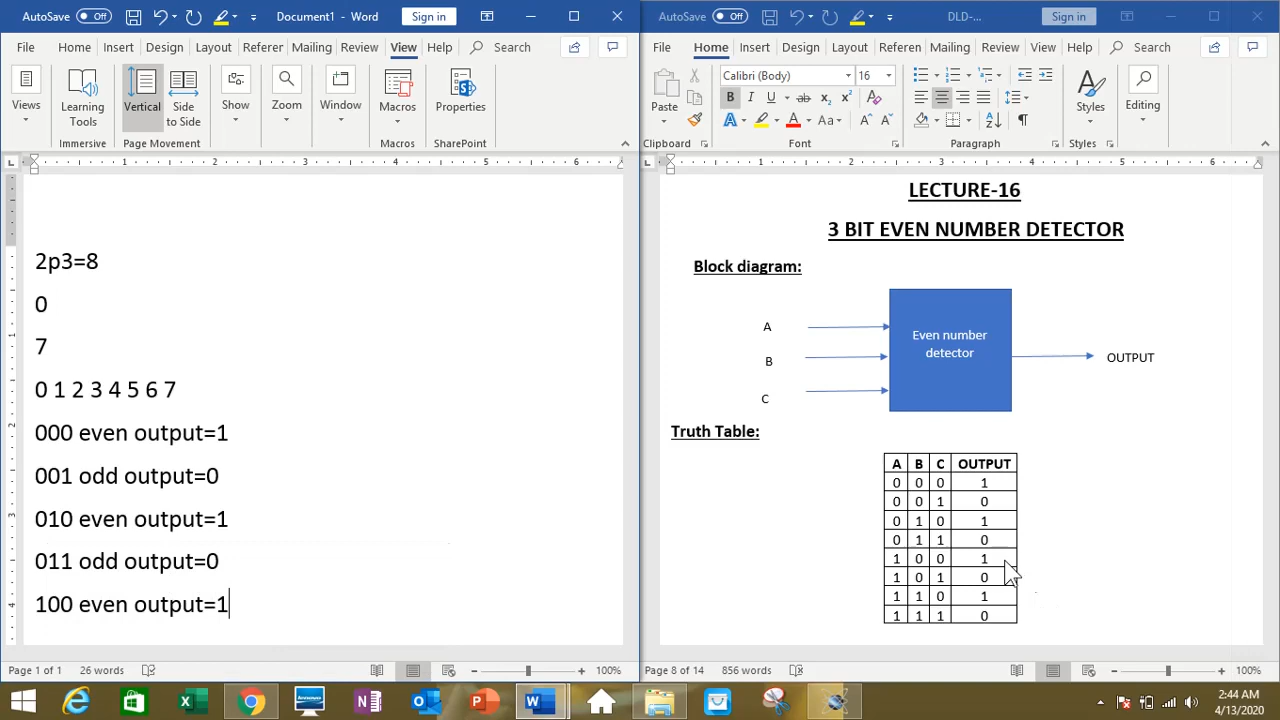 AutoSave Off Document1 - Word Sign in
File Home Insert Design Layout Referer Mailing Review View Help Search
Views Learning Tools Vertical Side to Side Show Zoom Window Macros Properties
Immersive Page Movement Macros SharePoint
2p3=8
0
7
0 1 2 3 4 5 6 7
000 even output=1
001 odd output=0
010 even output=1
011 odd output=0
100 even output=1
Page 1 of 1 26 words 100%
AutoSave Off DLD-... Sign in
File Home Insert Design Layout Referen Mailing Review View Help Search
Paste Calibri (Body) 16 Styles Editing
Clipboard Font Paragraph Styles
LECTURE-16
3 BIT EVEN NUMBER DETECTOR
Block diagram:
A
B
C
Even number
detector
OUTPUT
Truth Table:
A B C OUTPUT
0 0 0 1
0 0 1 0
0 1 0 1
0 1 1 0
1 0 0 1
1 0 1 0
1 1 0 1
1 1 1 0
Page 8 of 14 856 words 100%
2:44 AM
4/13/2020